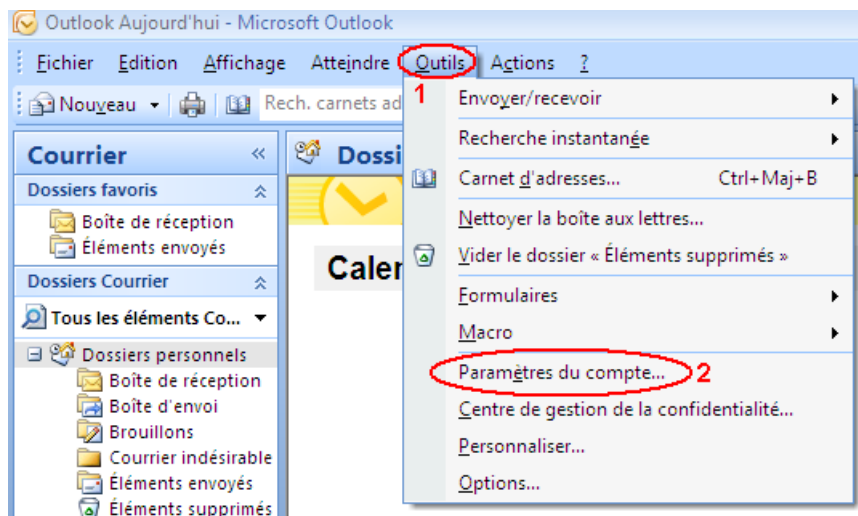 Outlook Aujourd'hui - Microsoft Outlook
Fichier Edition Affichage Atteindre Outils Actions ?
1
Nouveau Rech. carnets ad
Courrier «
Dossiers favoris
Boîte de réception
Éléments envoyés
Dossiers Courrier
Tous les éléments Co...
Dossiers personnels
Boîte de réception
Boîte d'envoi
Brouillons
Courrier indésirable
Éléments envoyés
Éléments supprimés
Dossi
Caler
Envoyer/recevoir
Recherche instantanée
Carnet d'adresses... Ctrl+Maj+B
Nettoyer la boîte aux lettres...
Vider le dossier « Éléments supprimés »
Formulaires
Macro
Paramètres du compte... 2
Centre de gestion de la confidentialité...
Personnaliser...
Options...